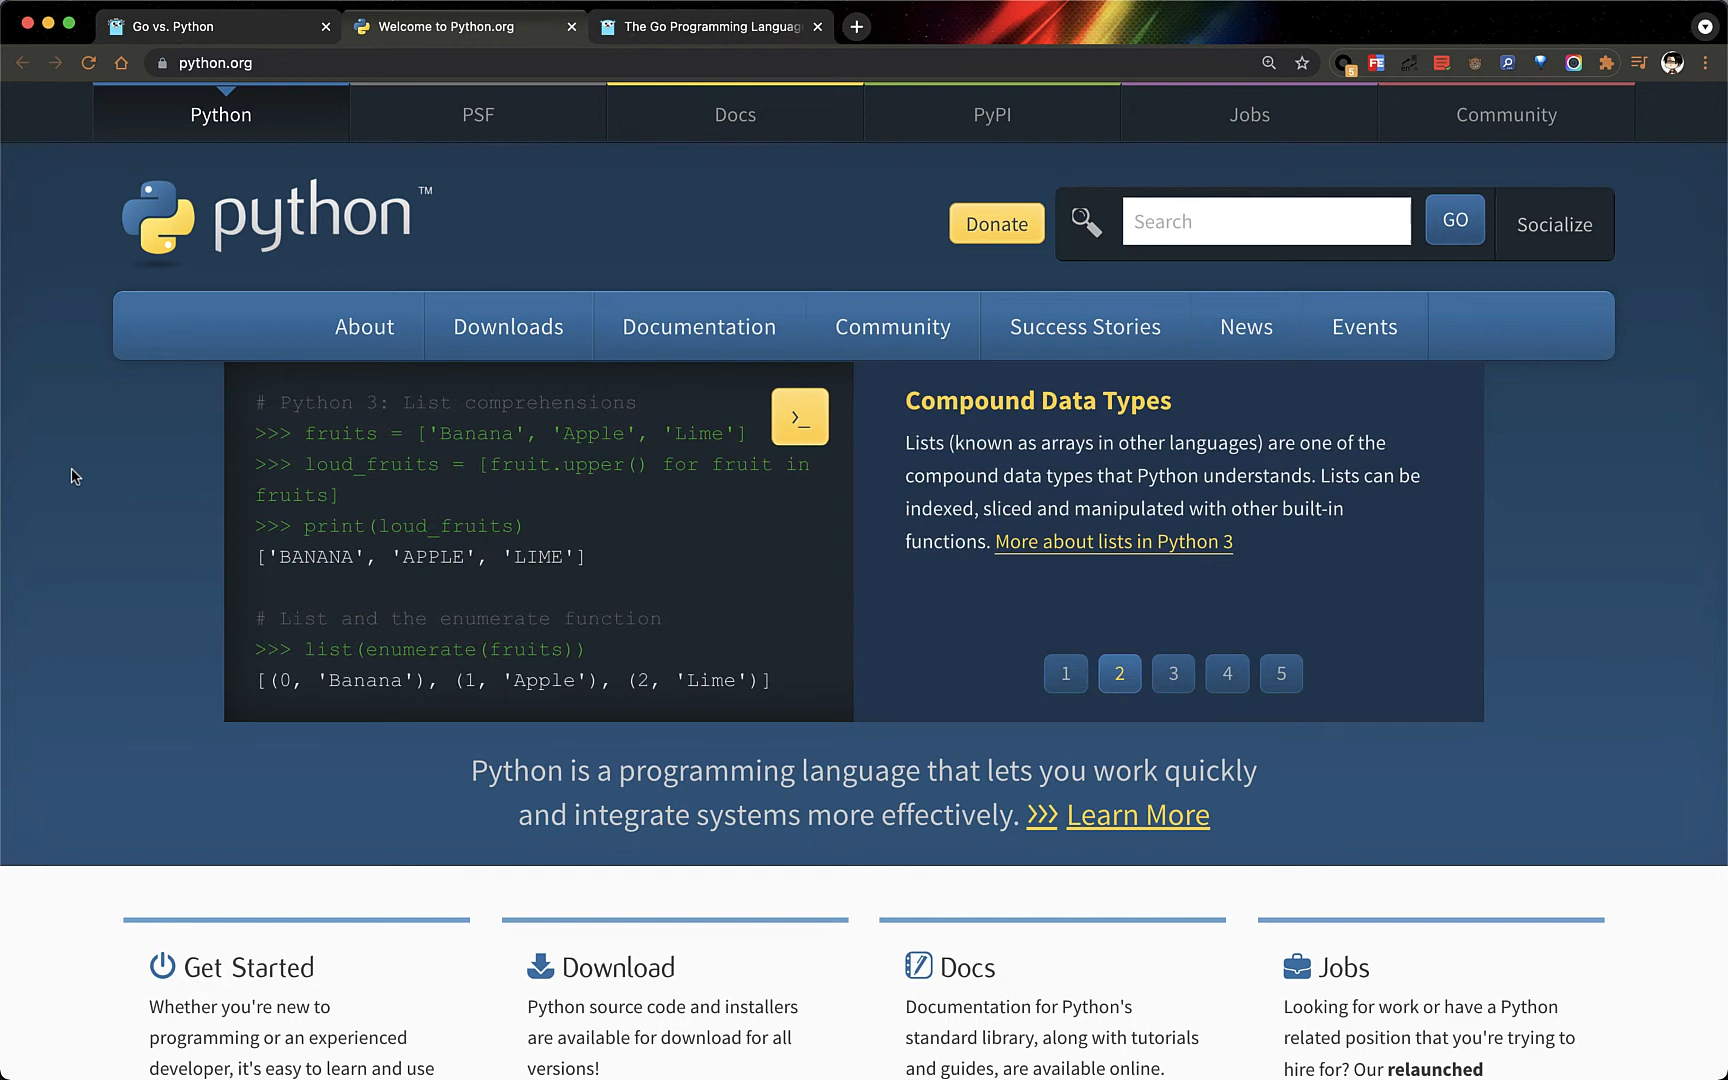 Go vs. Python
Welcome to Python.org
The Go Programming Languag
python.org
5
FE
en
Python
PSF
Docs
PyPI
Jobs
Community
python™
Donate
Search
GO
Socialize
About
Downloads
Documentation
Community
Success Stories
News
Events
# Python 3: List comprehensions
>>> fruits = ['Banana', 'Apple', 'Lime']
>>> loud_fruits = [fruit.upper() for fruit in
fruits]
>>> print(loud_fruits)
['BANANA', 'APPLE', 'LIME']
# List and the enumerate function
>>> list(enumerate(fruits))
[(0, 'Banana'), (1, 'Apple'), (2, 'Lime')]
>_
Compound Data Types
Lists (known as arrays in other languages) are one of the
compound data types that Python understands. Lists can be
indexed, sliced and manipulated with other built-in
functions. More about lists in Python 3
1 2 3 4 5
Python is a programming language that lets you work quickly
and integrate systems more effectively. >>> Learn More
Get Started
Whether you're new to
programming or an experienced
developer, it's easy to learn and use
Download
Python source code and installers
are available for download for all
versions!
Docs
Documentation for Python's
standard library, along with tutorials
and guides, are available online.
Jobs
Looking for work or have a Python
related position that you're trying to
hire for? Our relaunched